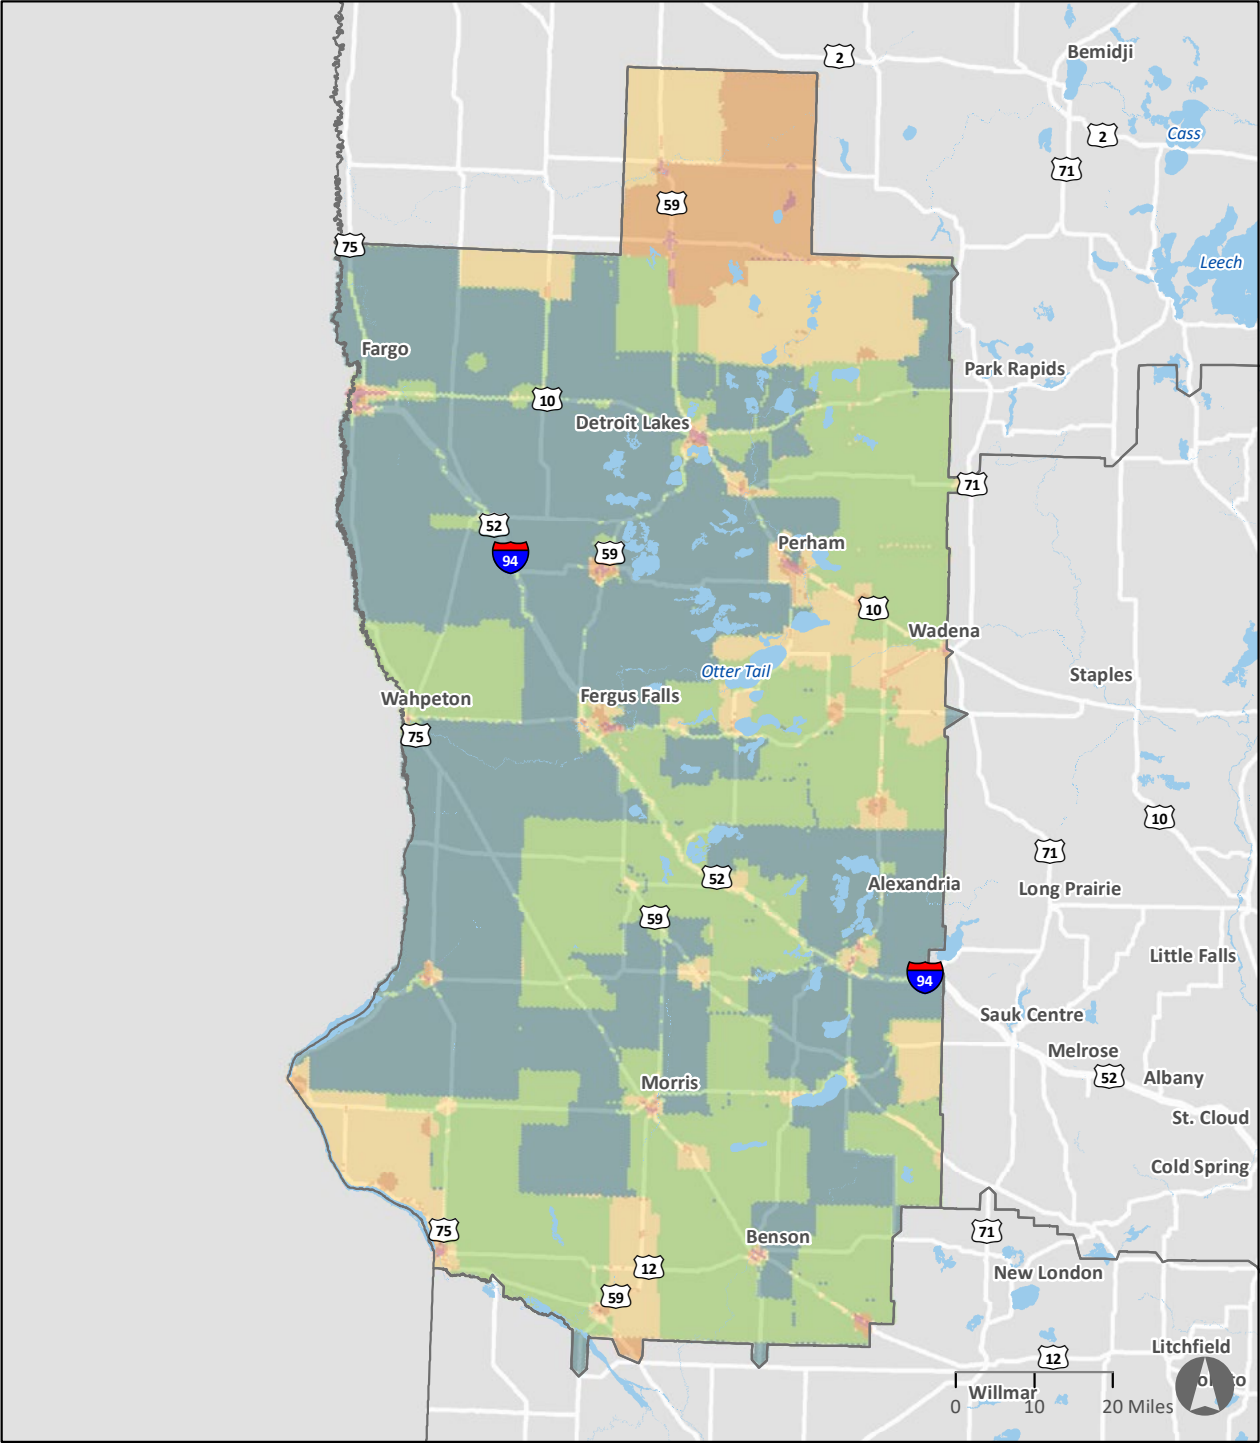 Bemidji
2
2
Cass
71
59
75
Leech
Fargo
Park Rapids
10
Detroit Lakes
71
52
59
Perham
94
10
Wadena
Otter Tail
Staples
Wahpeton
Fergus Falls
75
10
71
52
Alexandria
Long Prairie
59
Little Falls
94
Sauk Centre
Melrose
52
Albany
Morris
St. Cloud
Cold Spring
75
Benson
71
12
New London
59
Litchfield
12
Willmar
0 10 20 Miles